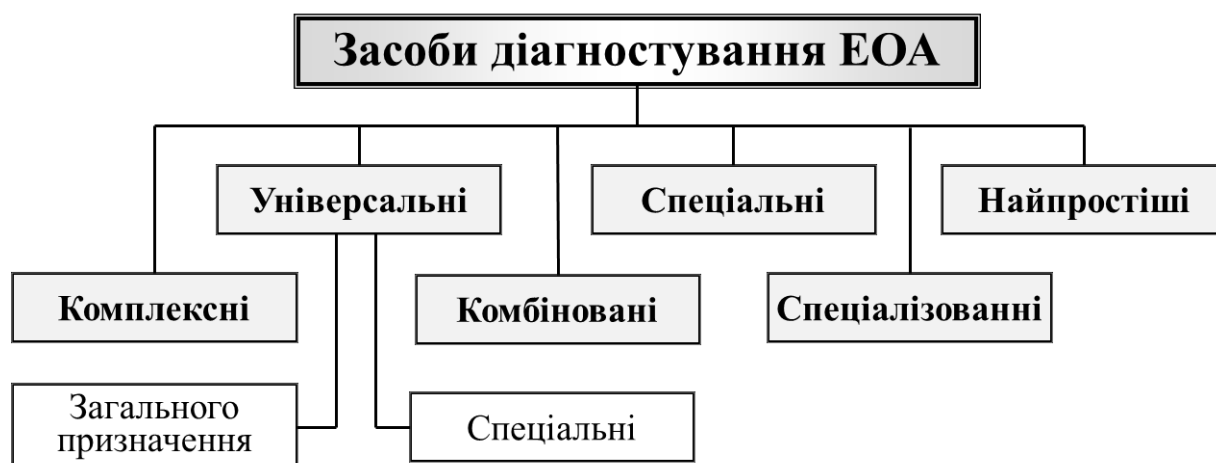 Засоби діагностування ЕОА
Універсальні
Спеціальні
Найпростіші
Комплексні
Комбіновані
Спеціалізованні
Загального
призначення
Спеціальні